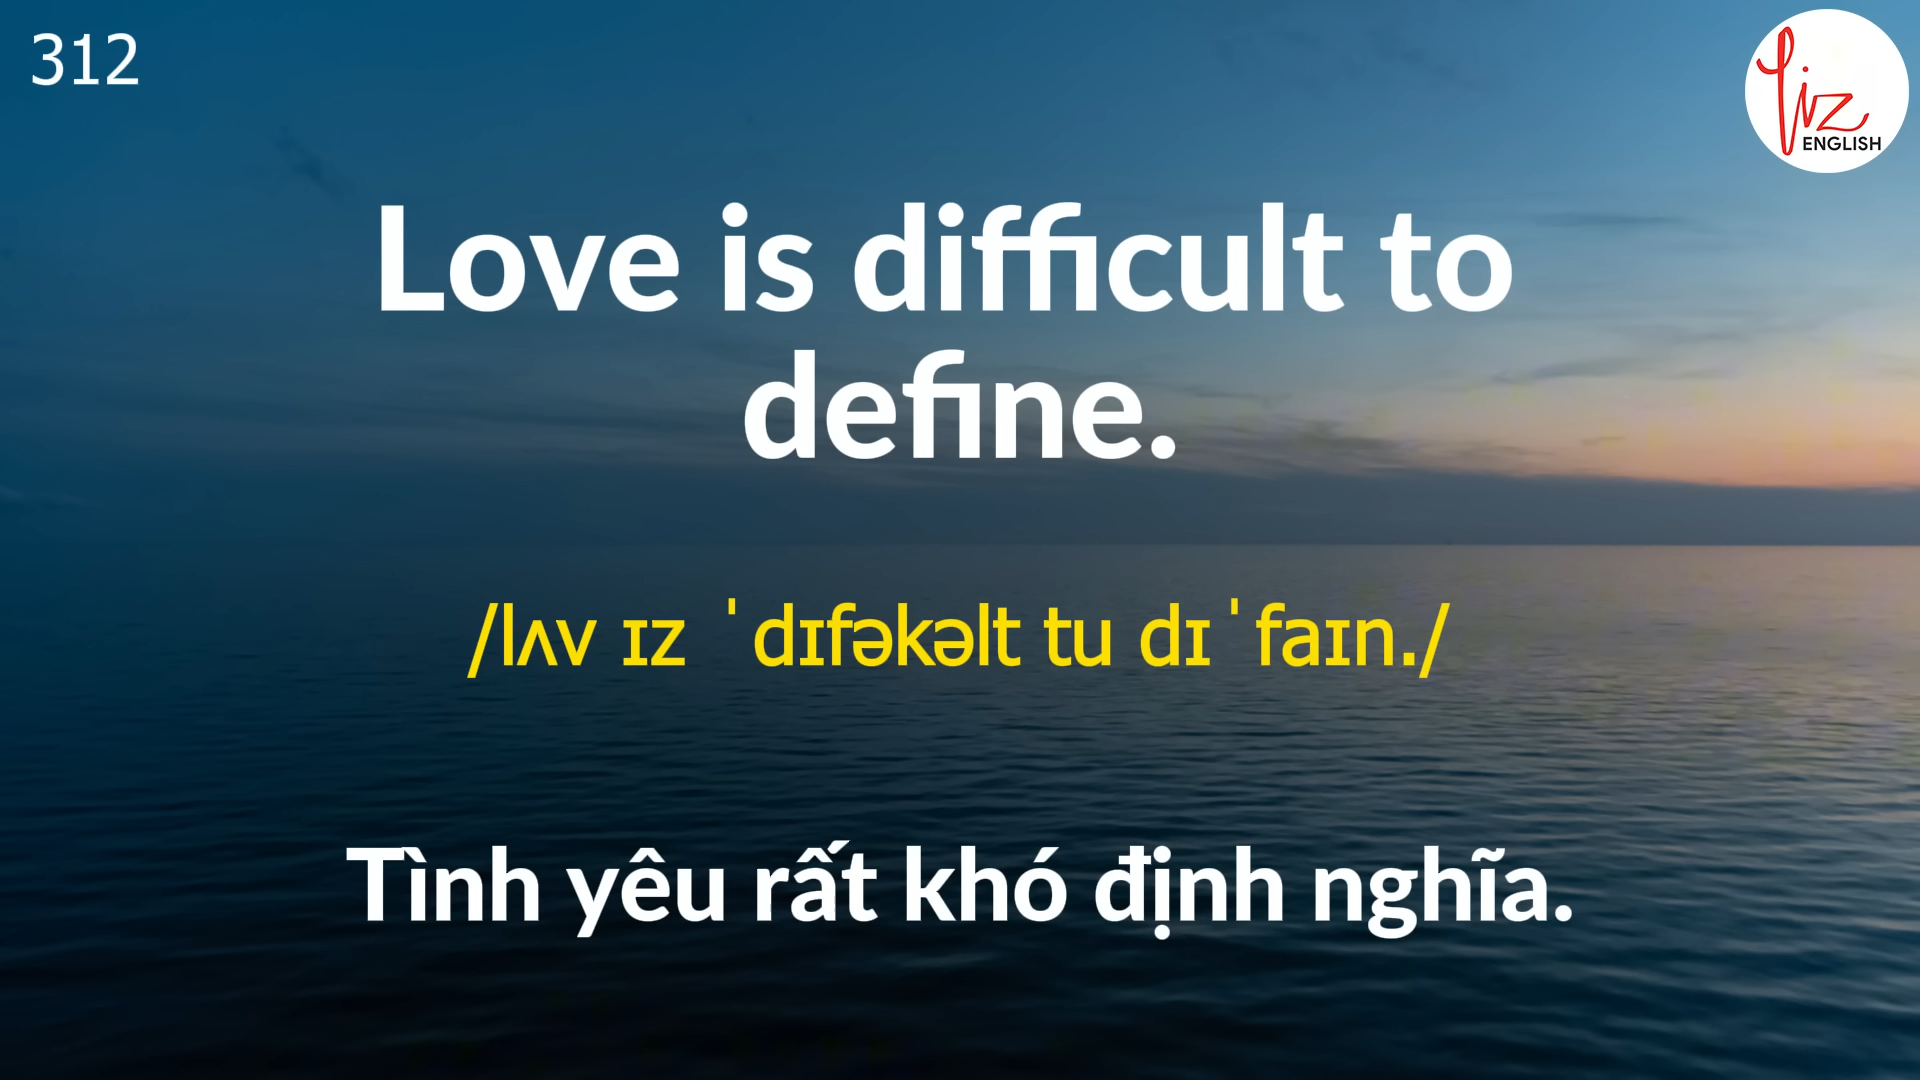 312
Liz
ENGLISH
Love is difficult to
define.
/lʌv ɪz ˈdɪfəkəlt tu dɪˈfaɪn./
Tình yêu rất khó định nghĩa.